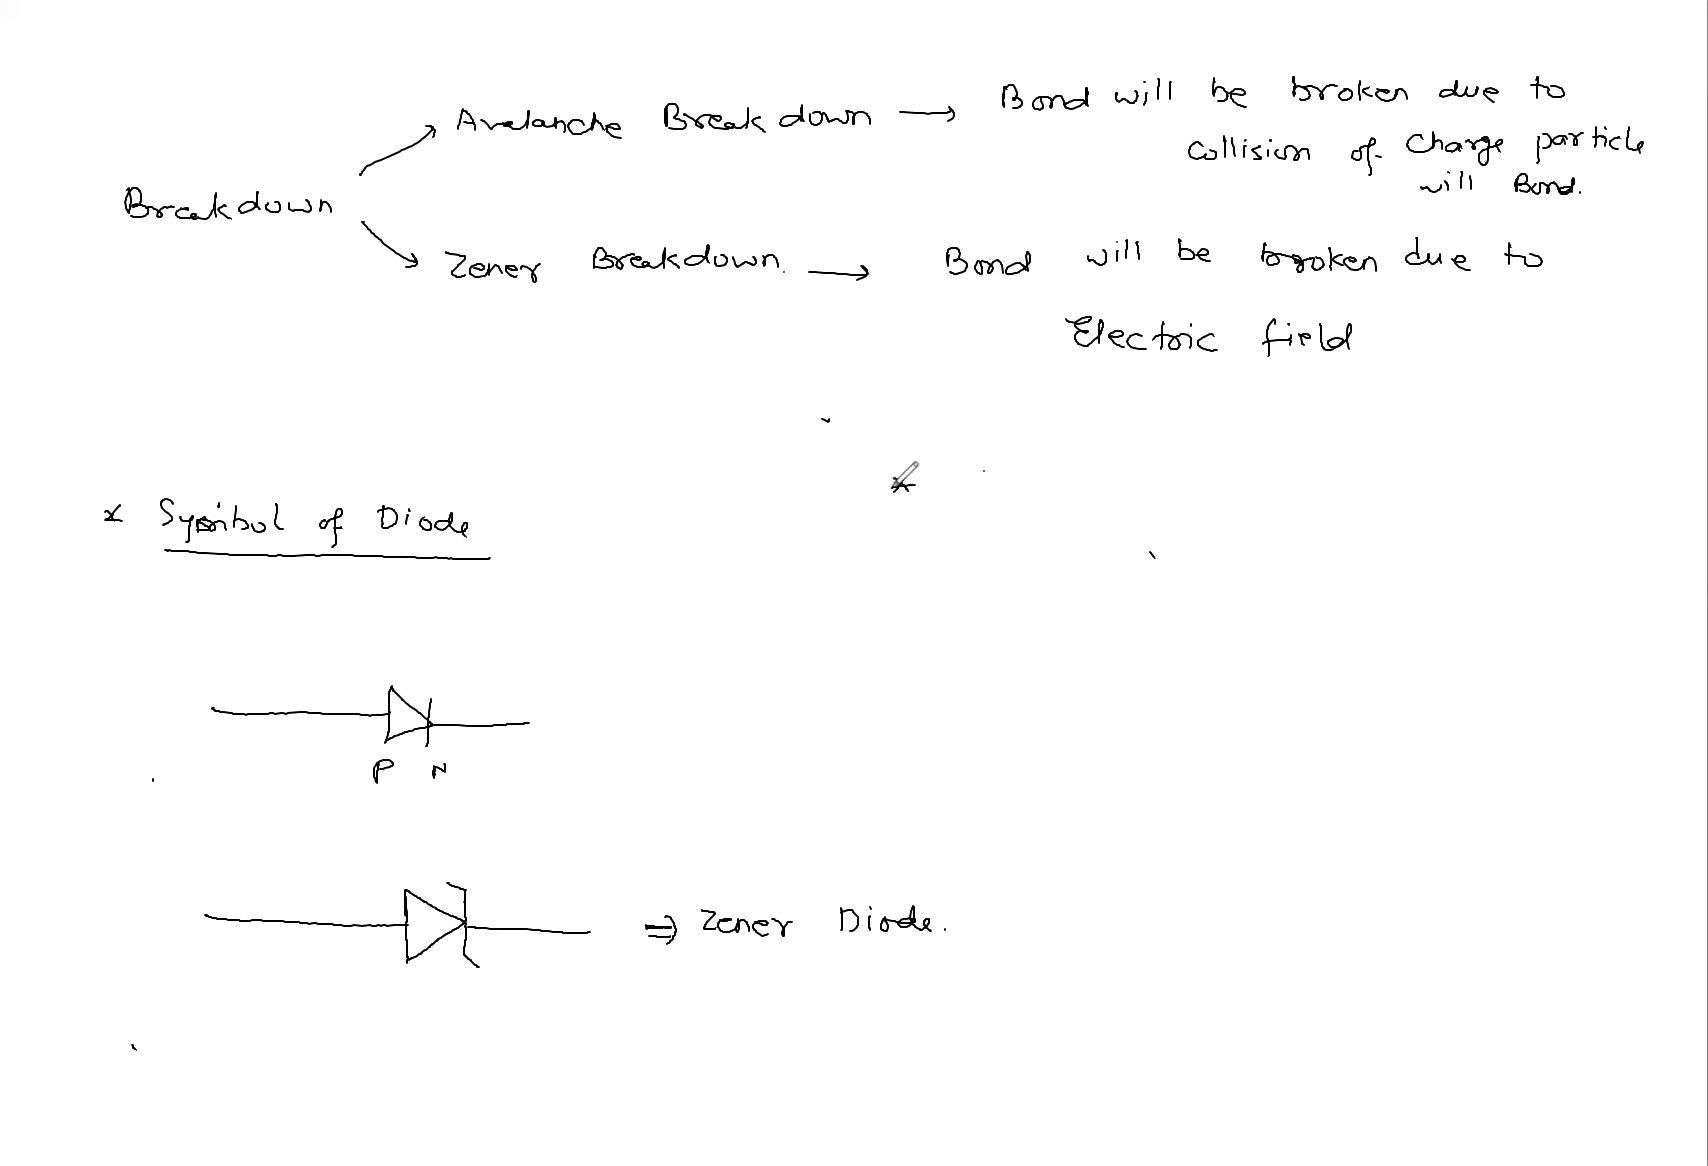 Avalanche Breakdown → Bond will be broken due to
collision of charge particle
will Bond.
Breakdown
Zener Breakdown. → Bond will be broken due to
Electric field
* Symbol of Diode
P N
⇒ Zener Diode.